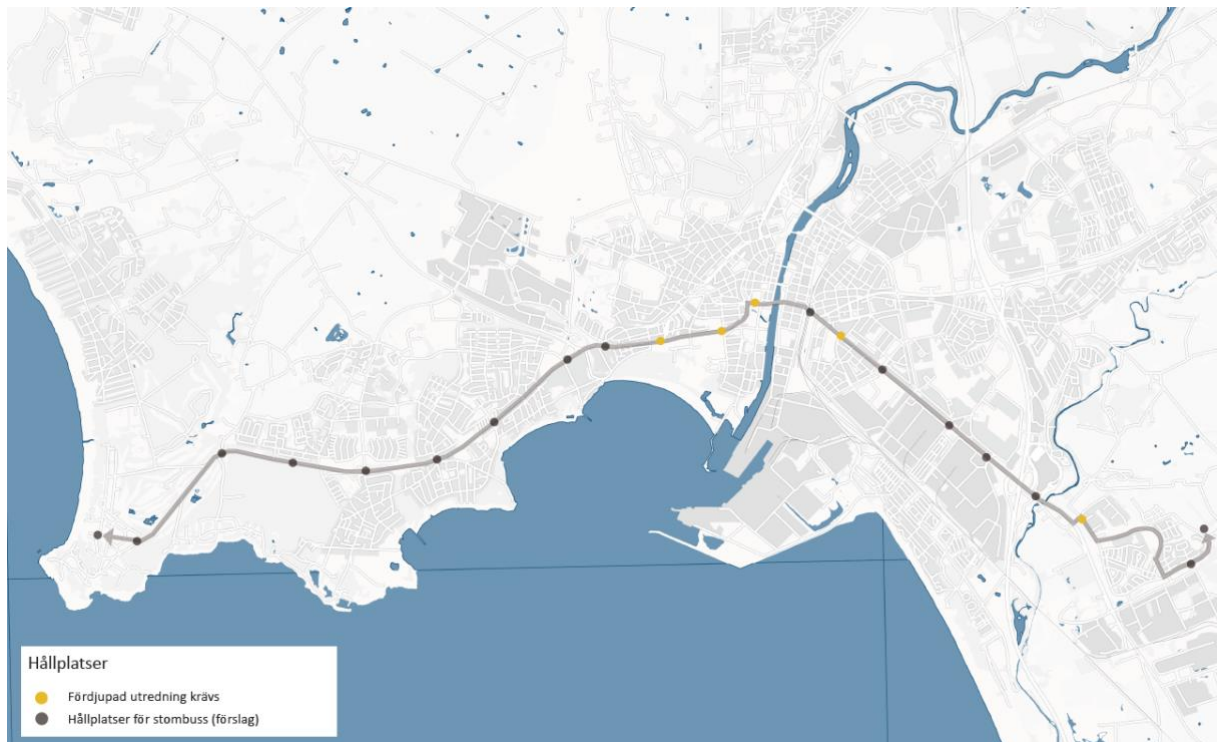 Hållplatser
Fördjupad utredning krävs
Hållplatser för stombuss (förslag)